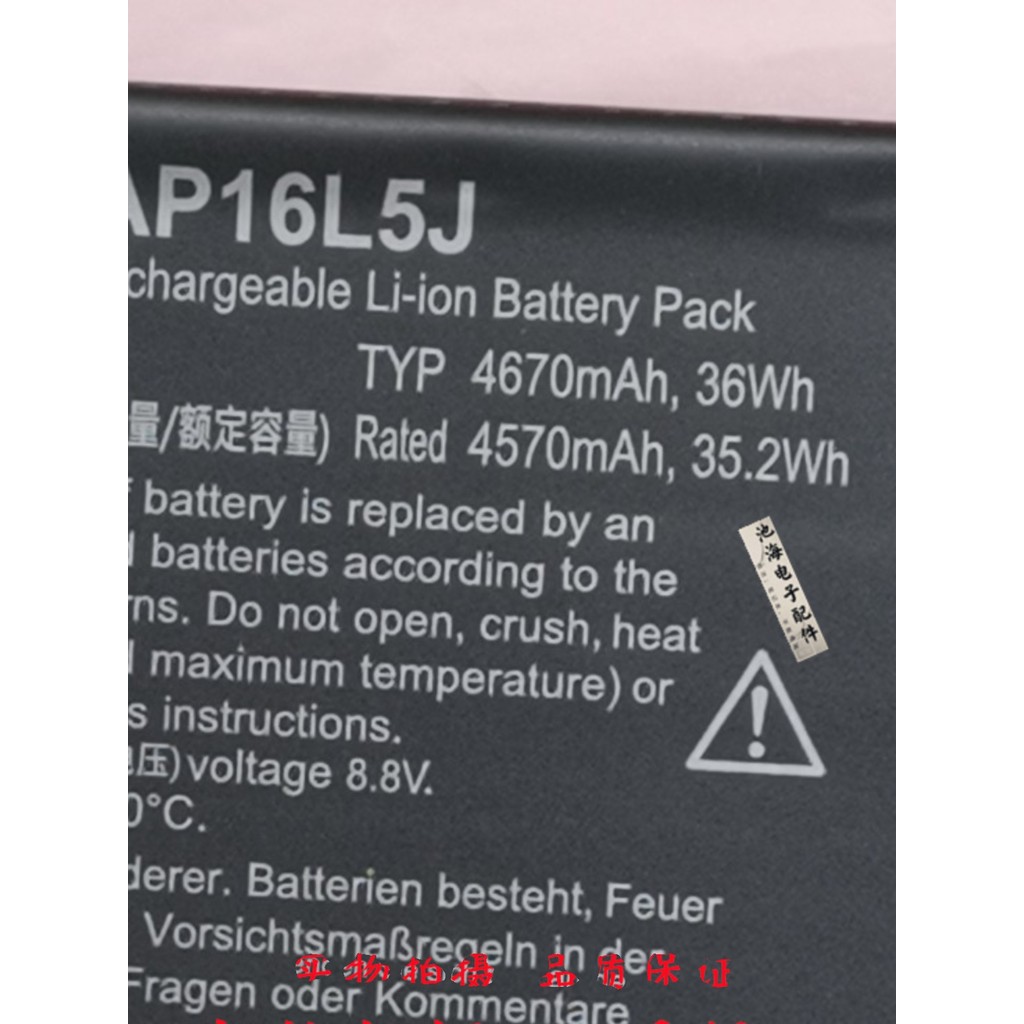 AP16L5J
chargeable Li-ion Battery Pack
TYP 4670mAh, 36Wh
量/额定容量) Rated 4570mAh, 35.2Wh
battery is replaced by an
batteries according to the
ns. Do not open, crush, heat
maximum temperature) or
s instructions.
压) voltage 8.8V.
0°C.
池海电子配件
derer. Batterien besteht, Feuer
Vorsichtsmaßregeln in der
实物拍摄 品质保证
Fragen oder Kommentare